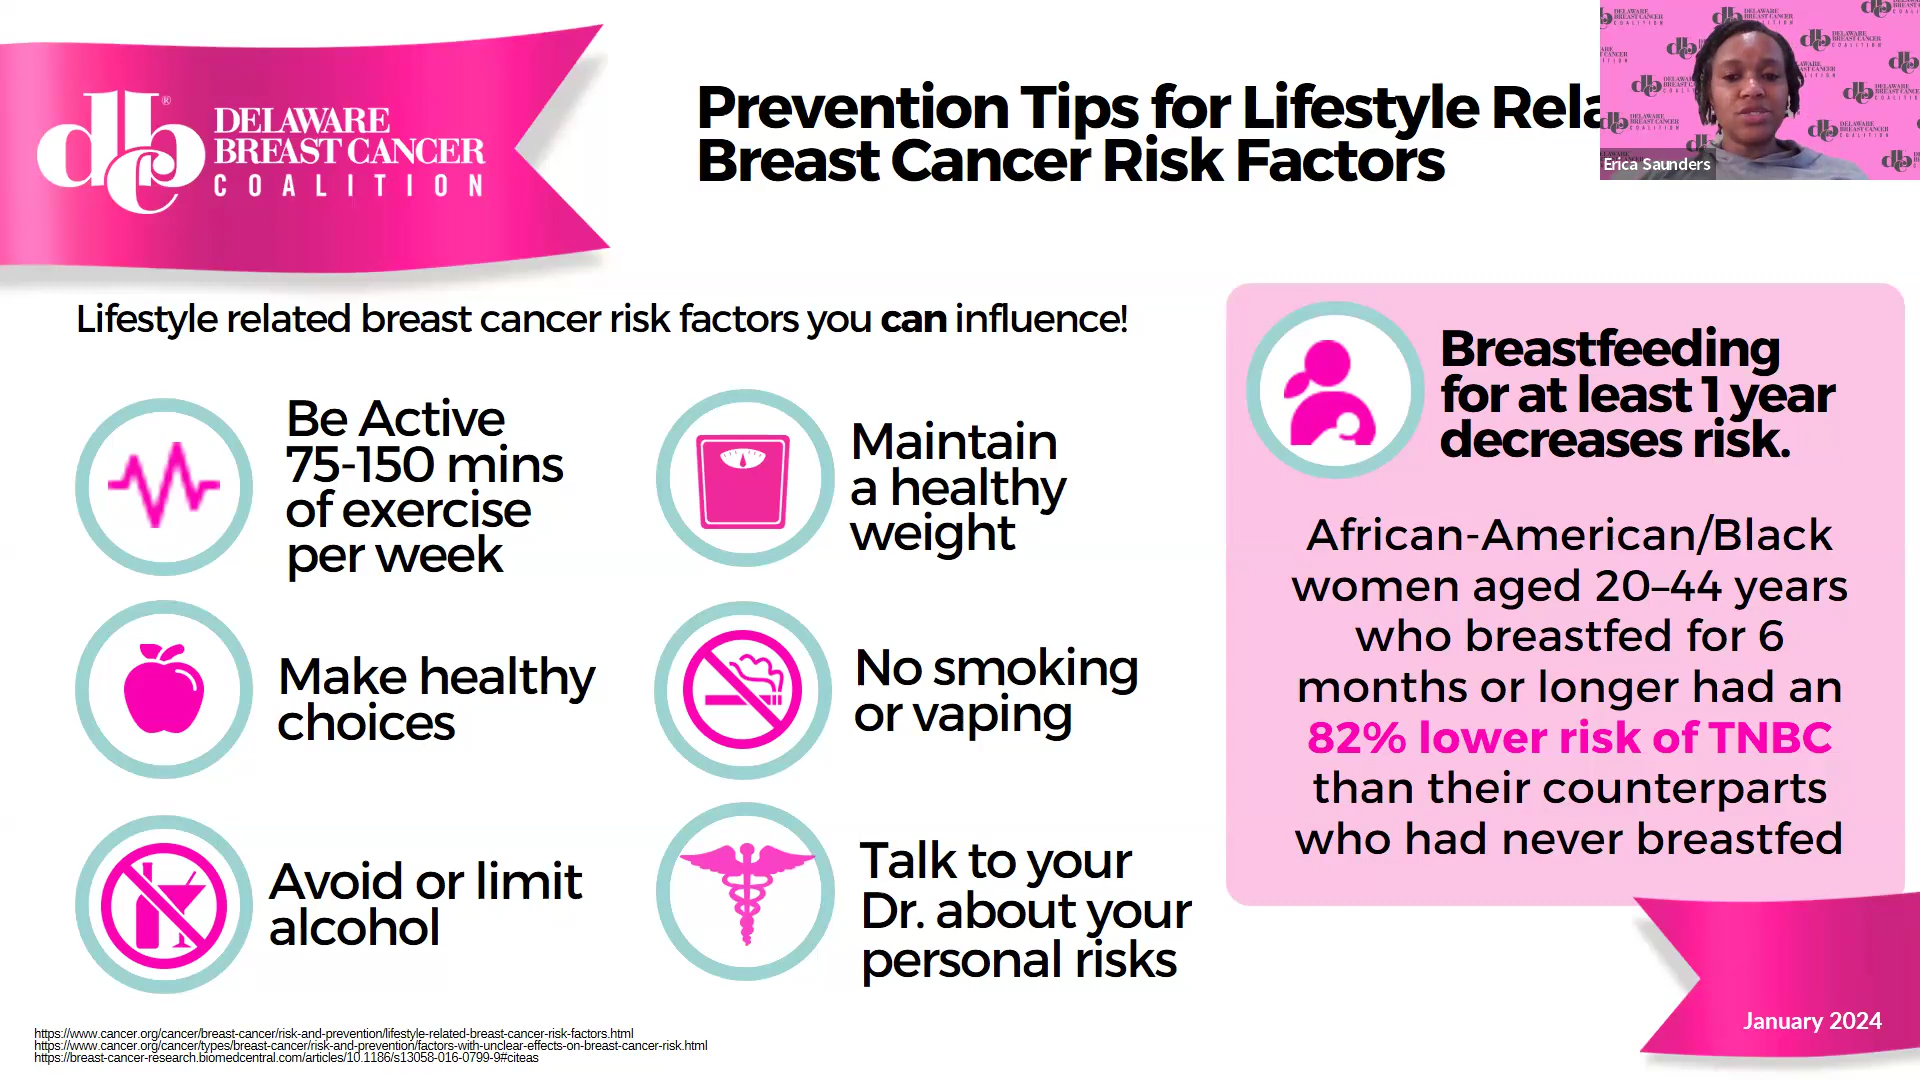 DELAWARE
BREAST CANCER
COALITION
Prevention Tips for Lifestyle Rela
Breast Cancer Risk Factors
Erica Saunders
Lifestyle related breast cancer risk factors you can influence!
Be Active
75-150 mins
of exercise
per week
Maintain
a healthy
weight
Make healthy
choices
No smoking
or vaping
Avoid or limit
alcohol
Talk to your
Dr. about your
personal risks
Breastfeeding
for at least 1 year
decreases risk.
African-American/Black
women aged 20–44 years
who breastfed for 6
months or longer had an
82% lower risk of TNBC
than their counterparts
who had never breastfed
https://www.cancer.org/cancer/breast-cancer/risk-and-prevention/lifestyle-related-breast-cancer-risk-factors.html
https://www.cancer.org/cancer/types/breast-cancer/risk-and-prevention/factors-with-unclear-effects-on-breast-cancer-risk.html
https://breast-cancer-research.biomedcentral.com/articles/10.1186/s13058-016-0799-9#citeas
January 2024